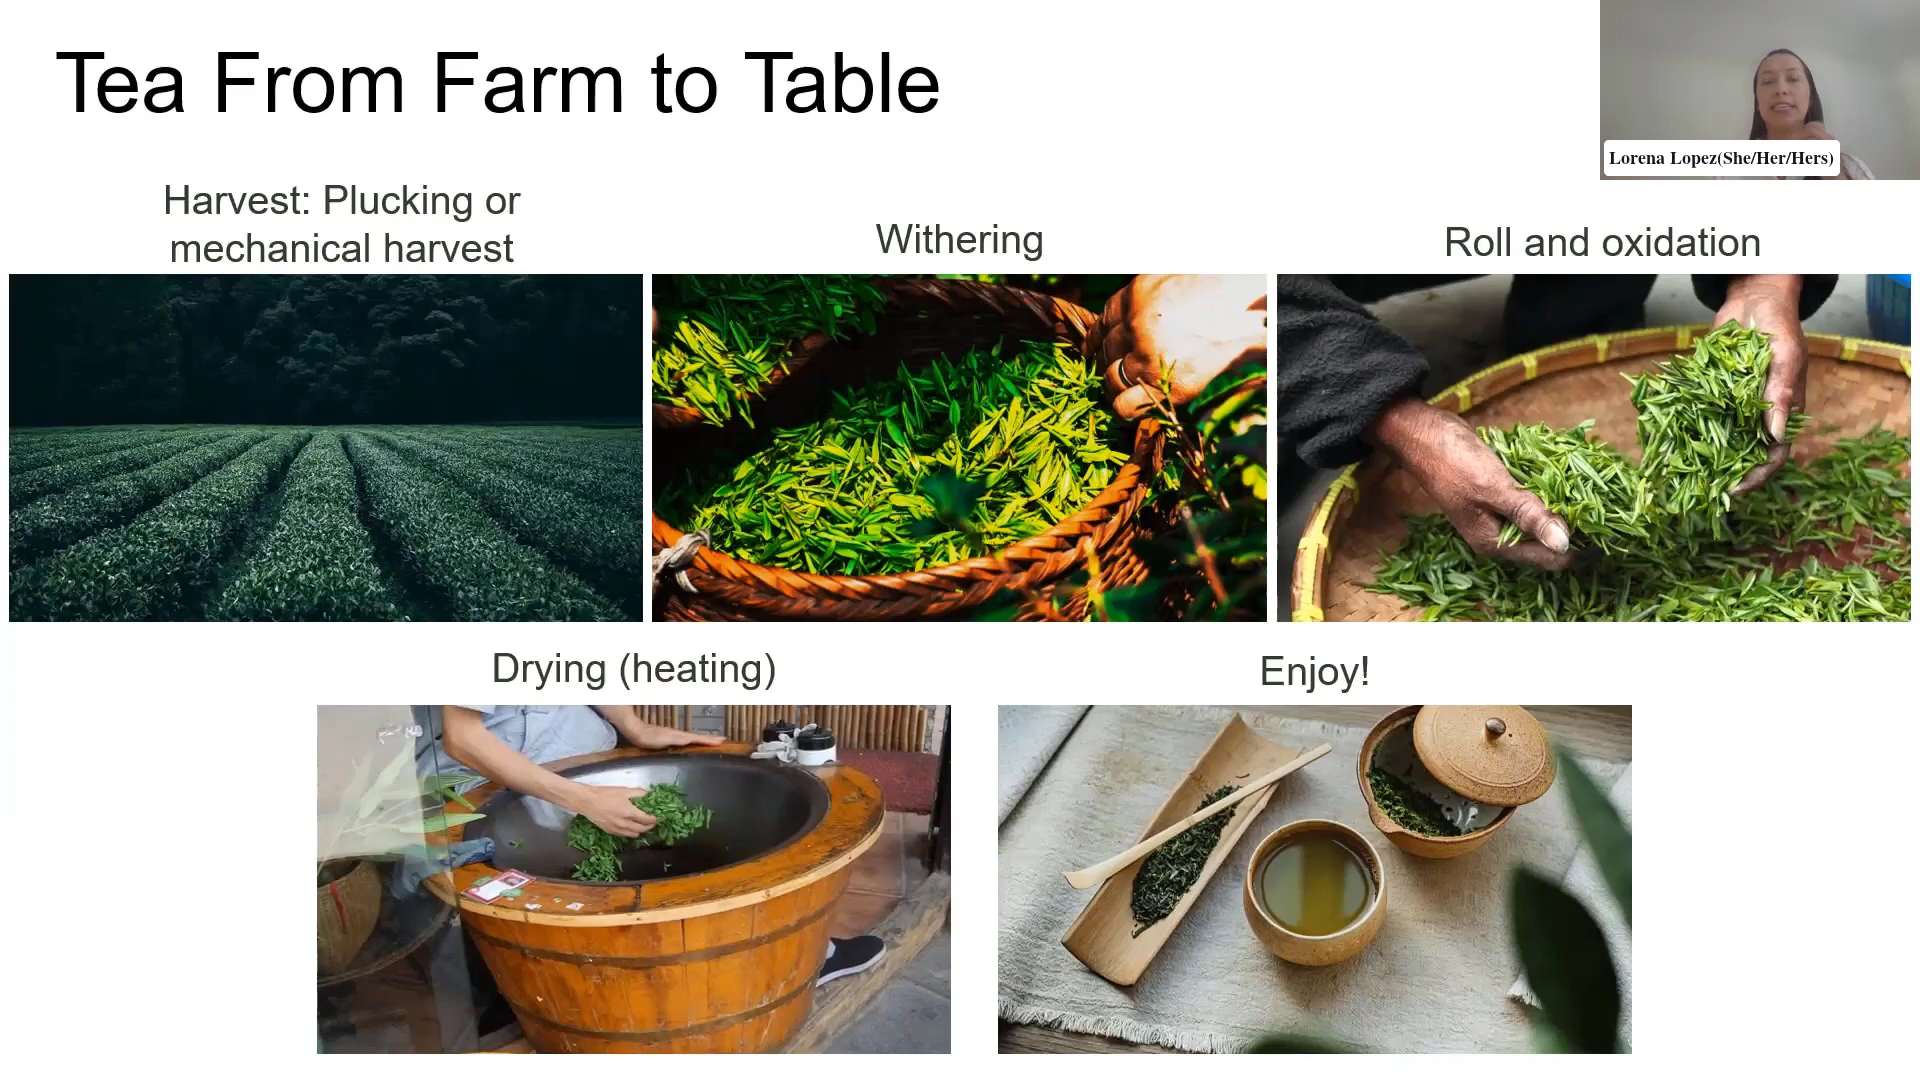 Tea From Farm to Table
Lorena Lopez(She/Her/Hers)
Harvest: Plucking or
mechanical harvest
Withering
Roll and oxidation
Drying (heating)
Enjoy!